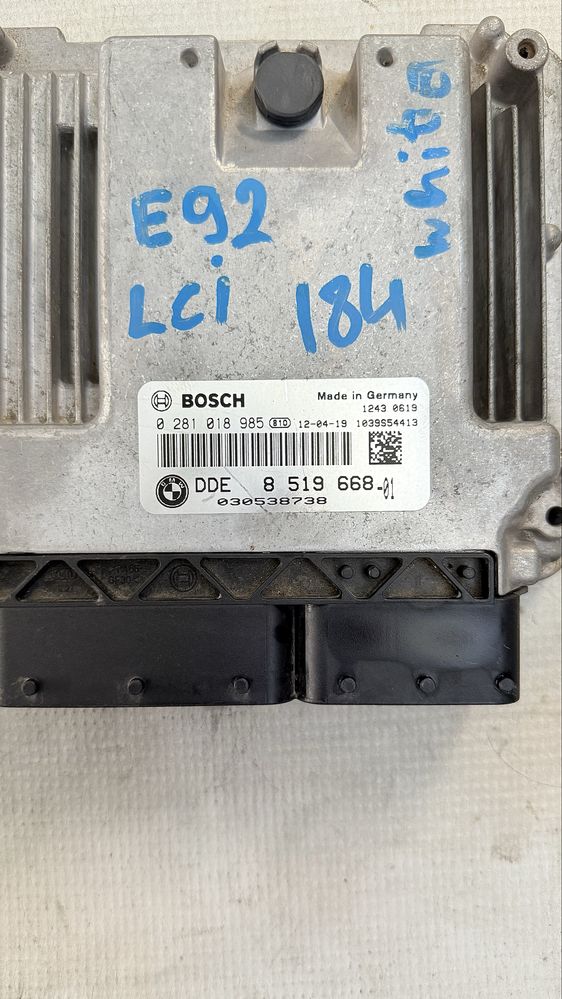 white
E92
LCi 184
BOSCH Made in Germany
1243 0619
0 281 018 985 810 12-04-19 1039S54413
BMW
DDE 8 519 668-01
030538738